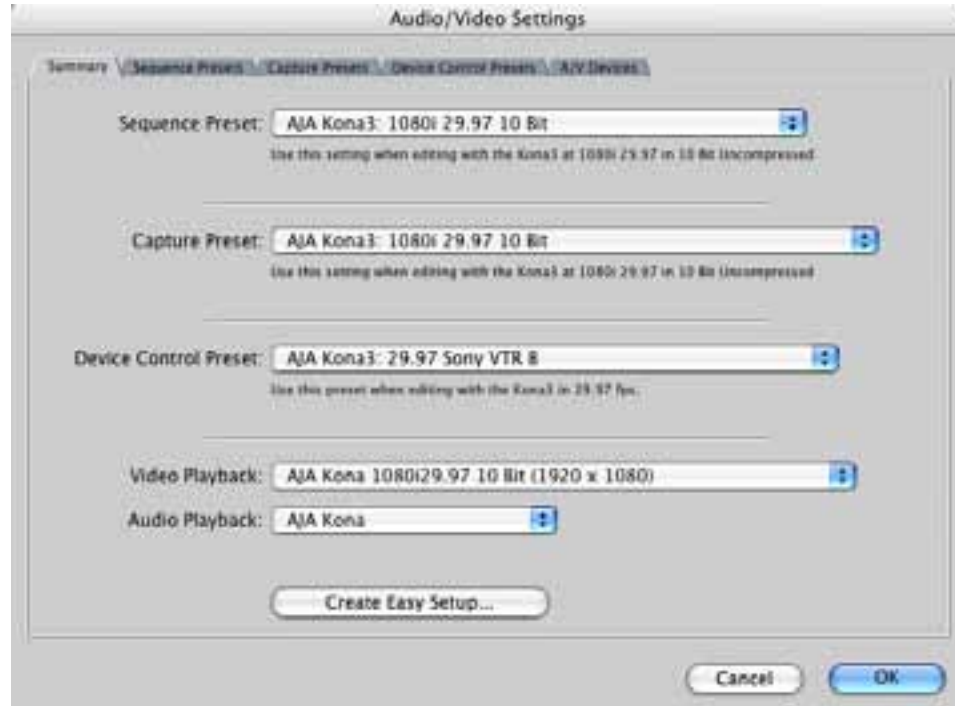 Audio/Video Settings
Summary Sequence Presets Capture Presets Device Control Presets A/V Devices
Sequence Preset: AJA Kona3: 1080i 29.97 10 Bit
Use this setting when editing with the Kona3 at 1080i 29.97 in 10 Bit Uncompressed
Capture Preset: AJA Kona3: 1080i 29.97 10 Bit
Use this setting when editing with the Kona3 at 1080i 29.97 in 10 Bit Uncompressed
Device Control Preset: AJA Kona3: 29.97 Sony VTR 8
Use this preset when editing with the Kona3 in 29.97 fps.
Video Playback: AJA Kona 1080i29.97 10 Bit (1920 x 1080)
Audio Playback: AJA Kona
Create Easy Setup...
Cancel OK